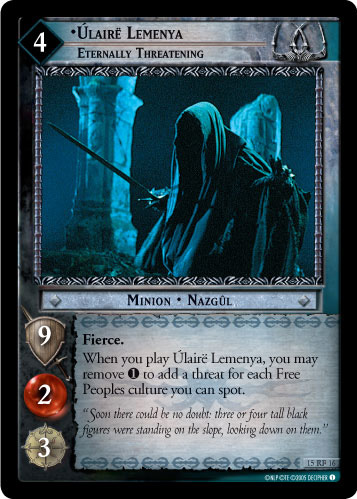 4
•Úlairë Lemenya
Eternally Threatening
Minion • Nazgûl
9
2
3
Fierce.
When you play Úlairë Lemenya, you may
remove ❶ to add a threat for each Free
Peoples culture you can spot.
“Soon there could be no doubt: three or four tall black
figures were standing on the slope, looking down on them.”
15 RF 16
©NLP ©TE ©2005 DECIPHER